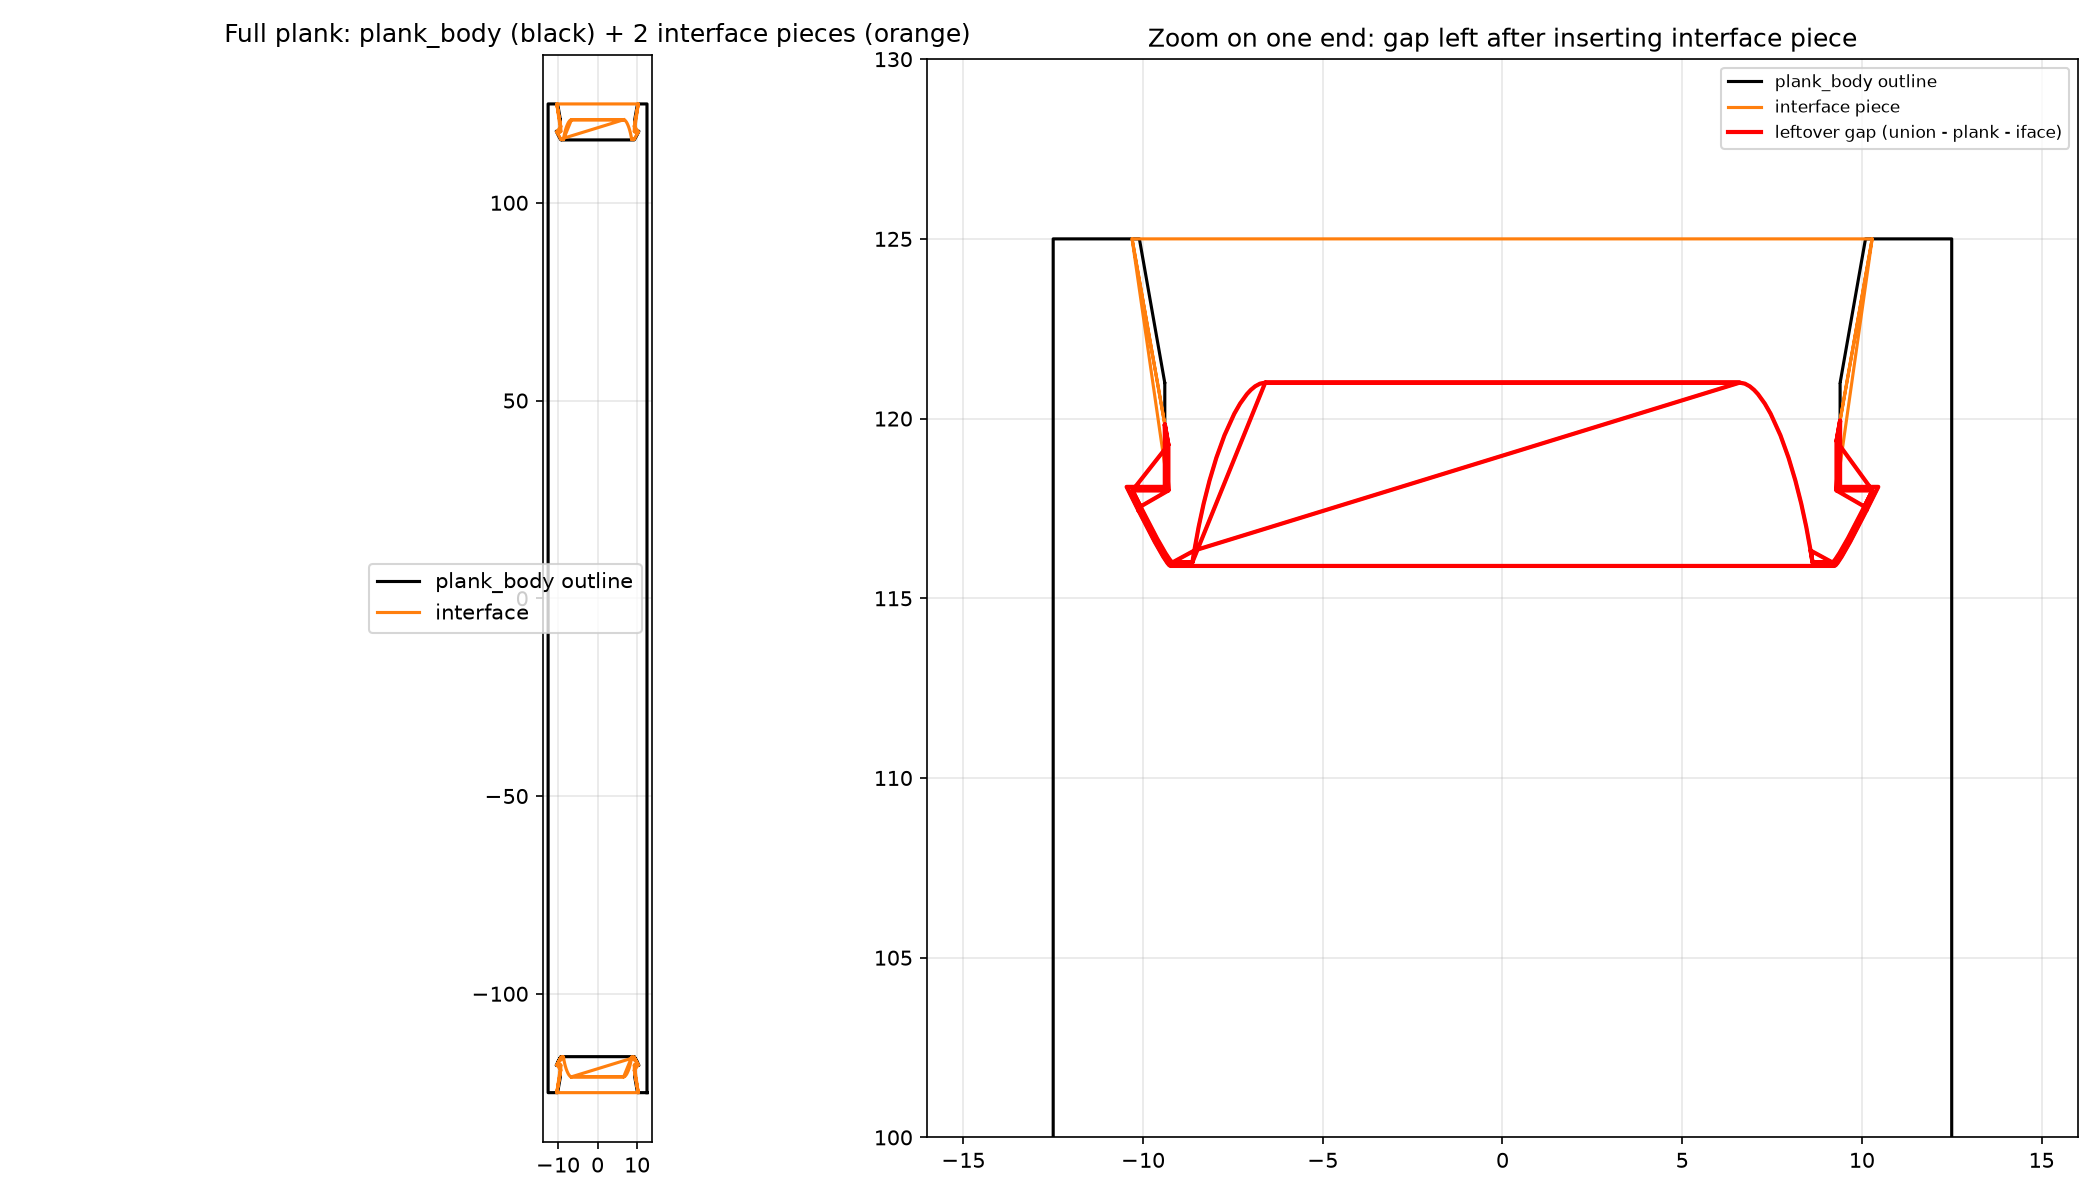 Full plank: plank_body (black) + 2 interface pieces (orange)
100
50
0
−50
−100
−10 0 10
plank_body outline
interface
Zoom on one end: gap left after inserting interface piece
130
125
120
115
110
105
100
−15 −10 −5 0 5 10 15
plank_body outline
interface piece
leftover gap (union - plank - iface)